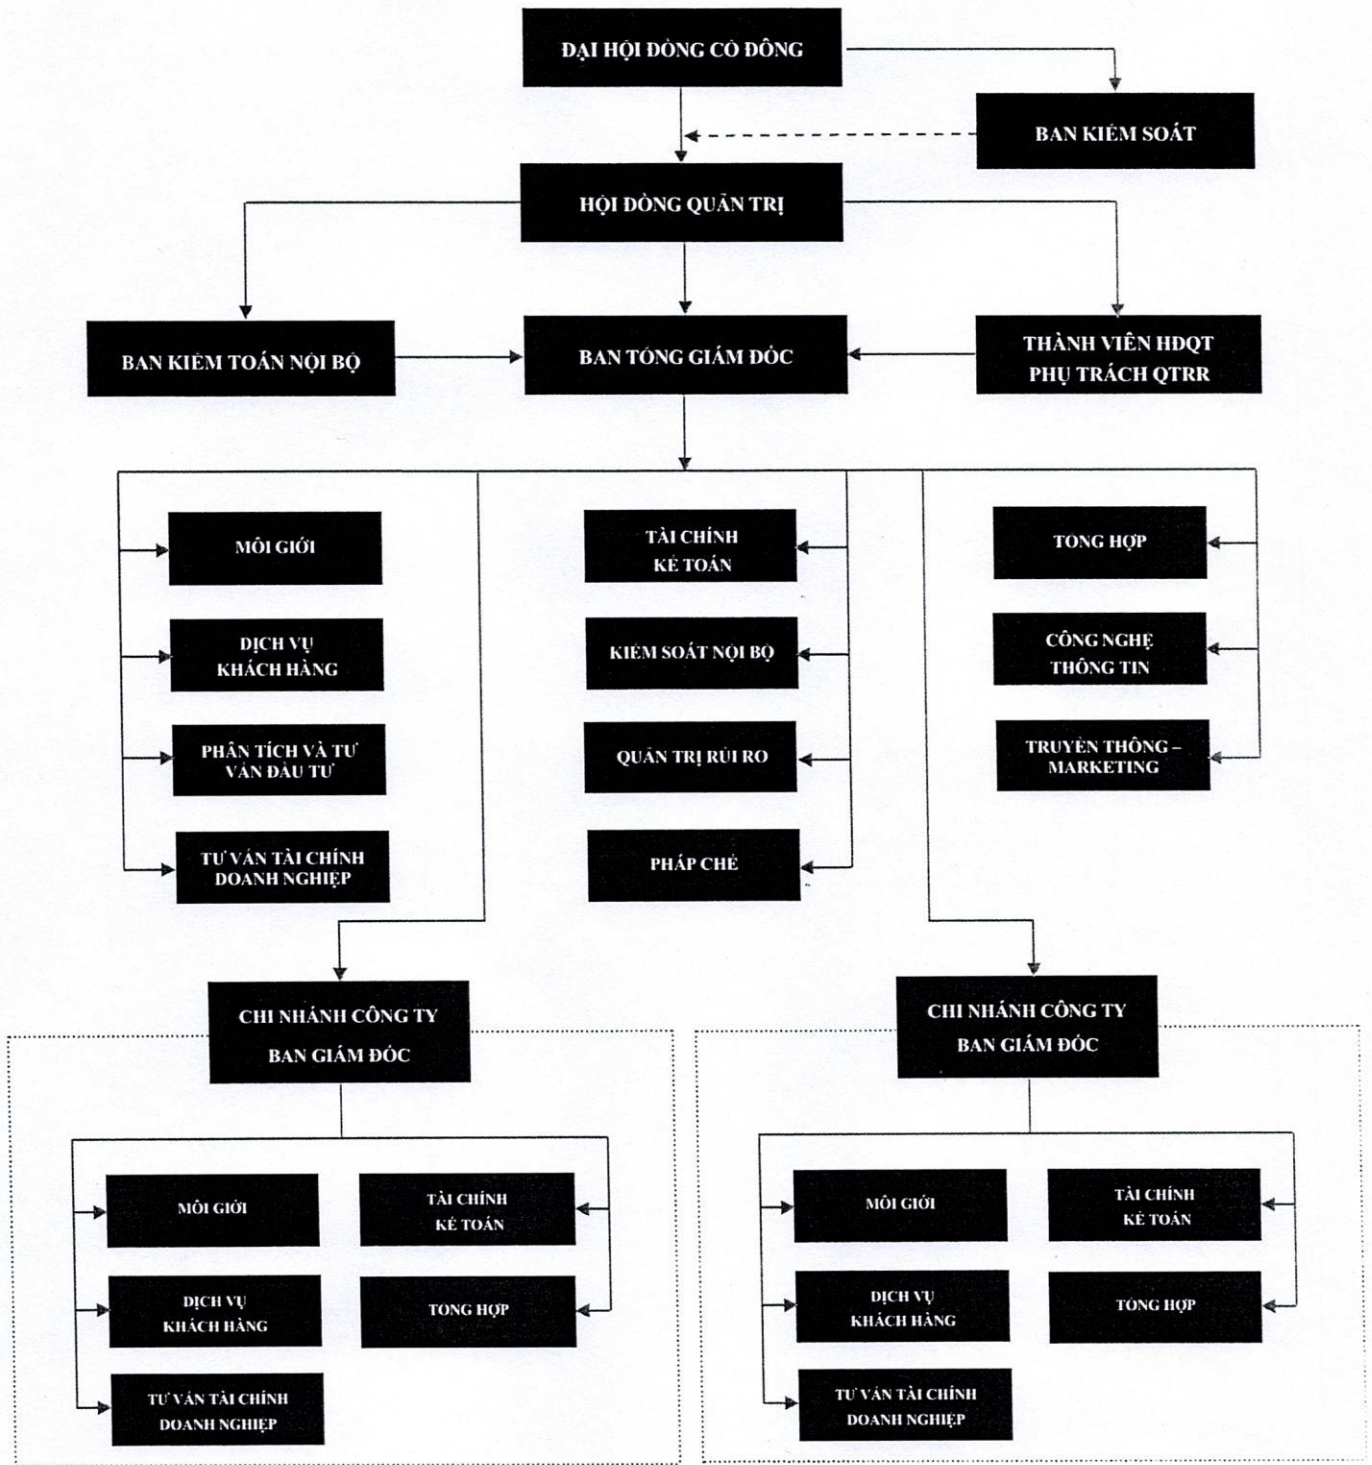 ĐẠI HỘI ĐỒNG CỔ ĐÔNG
BAN KIỂM SOÁT
HỘI ĐỒNG QUẢN TRỊ
BAN KIỂM TOÁN NỘI BỘ
BAN TỔNG GIÁM ĐỐC
THÀNH VIÊN HĐQT
PHỤ TRÁCH QTRR
MÔI GIỚI
DỊCH VỤ
KHÁCH HÀNG
PHÂN TÍCH VÀ TƯ
VẤN ĐẦU TƯ
TƯ VẤN TÀI CHÍNH
DOANH NGHIỆP
TÀI CHÍNH
KẾ TOÁN
KIỂM SOÁT NỘI BỘ
QUẢN TRỊ RỦI RO
PHÁP CHẾ
TỔNG HỢP
CÔNG NGHỆ
THÔNG TIN
TRUYỀN THÔNG –
MARKETING
CHI NHÁNH CÔNG TY
BAN GIÁM ĐỐC
MÔI GIỚI
DỊCH VỤ
KHÁCH HÀNG
TƯ VẤN TÀI CHÍNH
DOANH NGHIỆP
TÀI CHÍNH
KẾ TOÁN
TỔNG HỢP
CHI NHÁNH CÔNG TY
BAN GIÁM ĐỐC
MÔI GIỚI
DỊCH VỤ
KHÁCH HÀNG
TƯ VẤN TÀI CHÍNH
DOANH NGHIỆP
TÀI CHÍNH
KẾ TOÁN
TỔNG HỢP